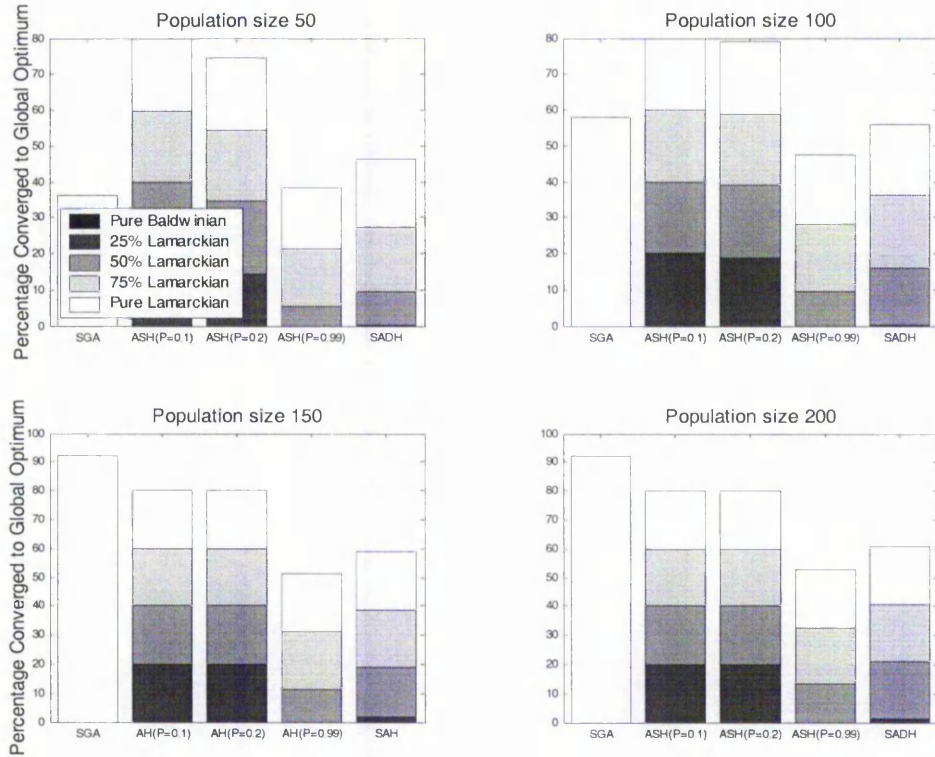 Population size 50
Percentage Converged to Global Optimum
80
70
60
50
40
30
20
10
0
Pure Baldwinian
25% Lamarckian
50% Lamarckian
75% Lamarckian
Pure Lamarckian
SGA ASH(P=0.1) ASH(P=0.2) ASH(P=0.99) SADH
Population size 100
80
70
60
50
40
30
20
10
0
SGA ASH(P=0.1) ASH(P=0.2) ASH(P=0.99) SADH
Population size 150
Percentage Converged to Global Optimum
100
90
80
70
60
50
40
30
20
10
0
SGA AH(P=0.1) AH(P=0.2) AH(P=0.99) SAH
Population size 200
100
90
80
70
60
50
40
30
20
10
0
SGA ASH(P=0.1) ASH(P=0.2) ASH(P=0.99) SADH